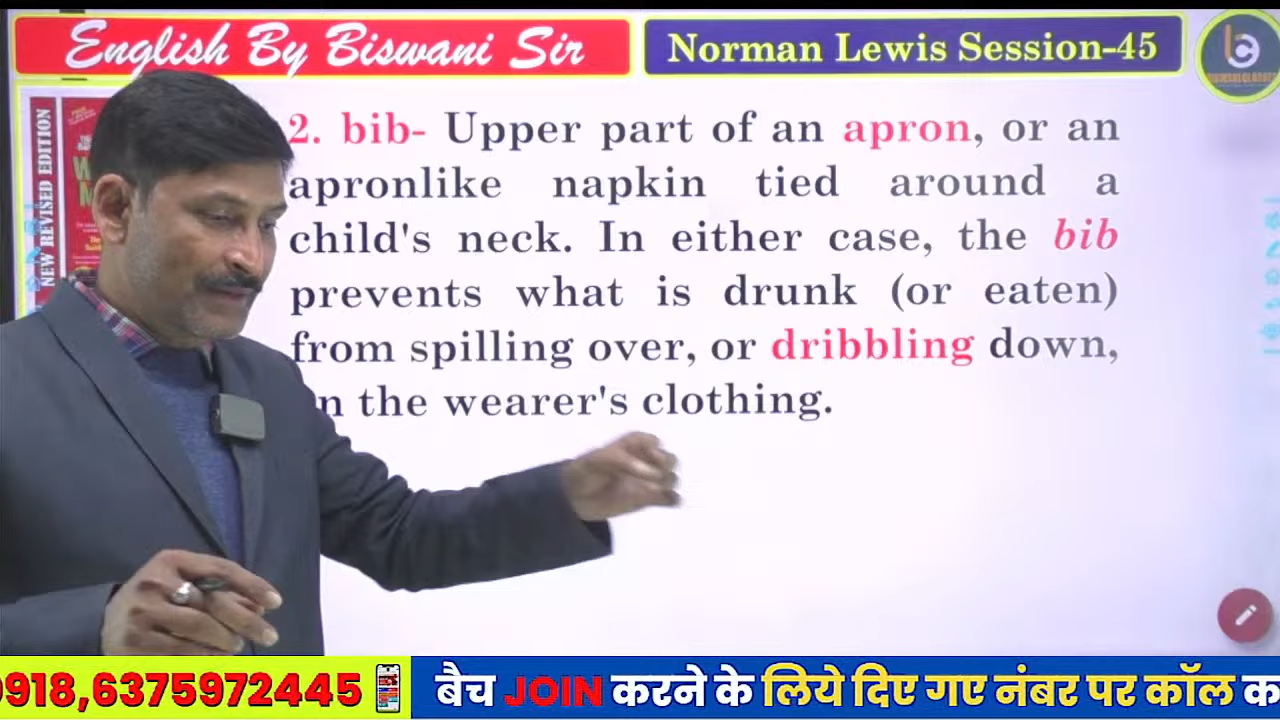 English By Biswani Sir
Norman Lewis Session-45
NEW REVISED EDITION
2. bib- Upper part of an apron, or an
apronlike napkin tied around a
child's neck. In either case, the bib
prevents what is drunk (or eaten)
from spilling over, or dribbling down,
the wearer's clothing.
0918,6375972445
बैच JOIN करने के लिये दिए गए नंबर पर कॉल क